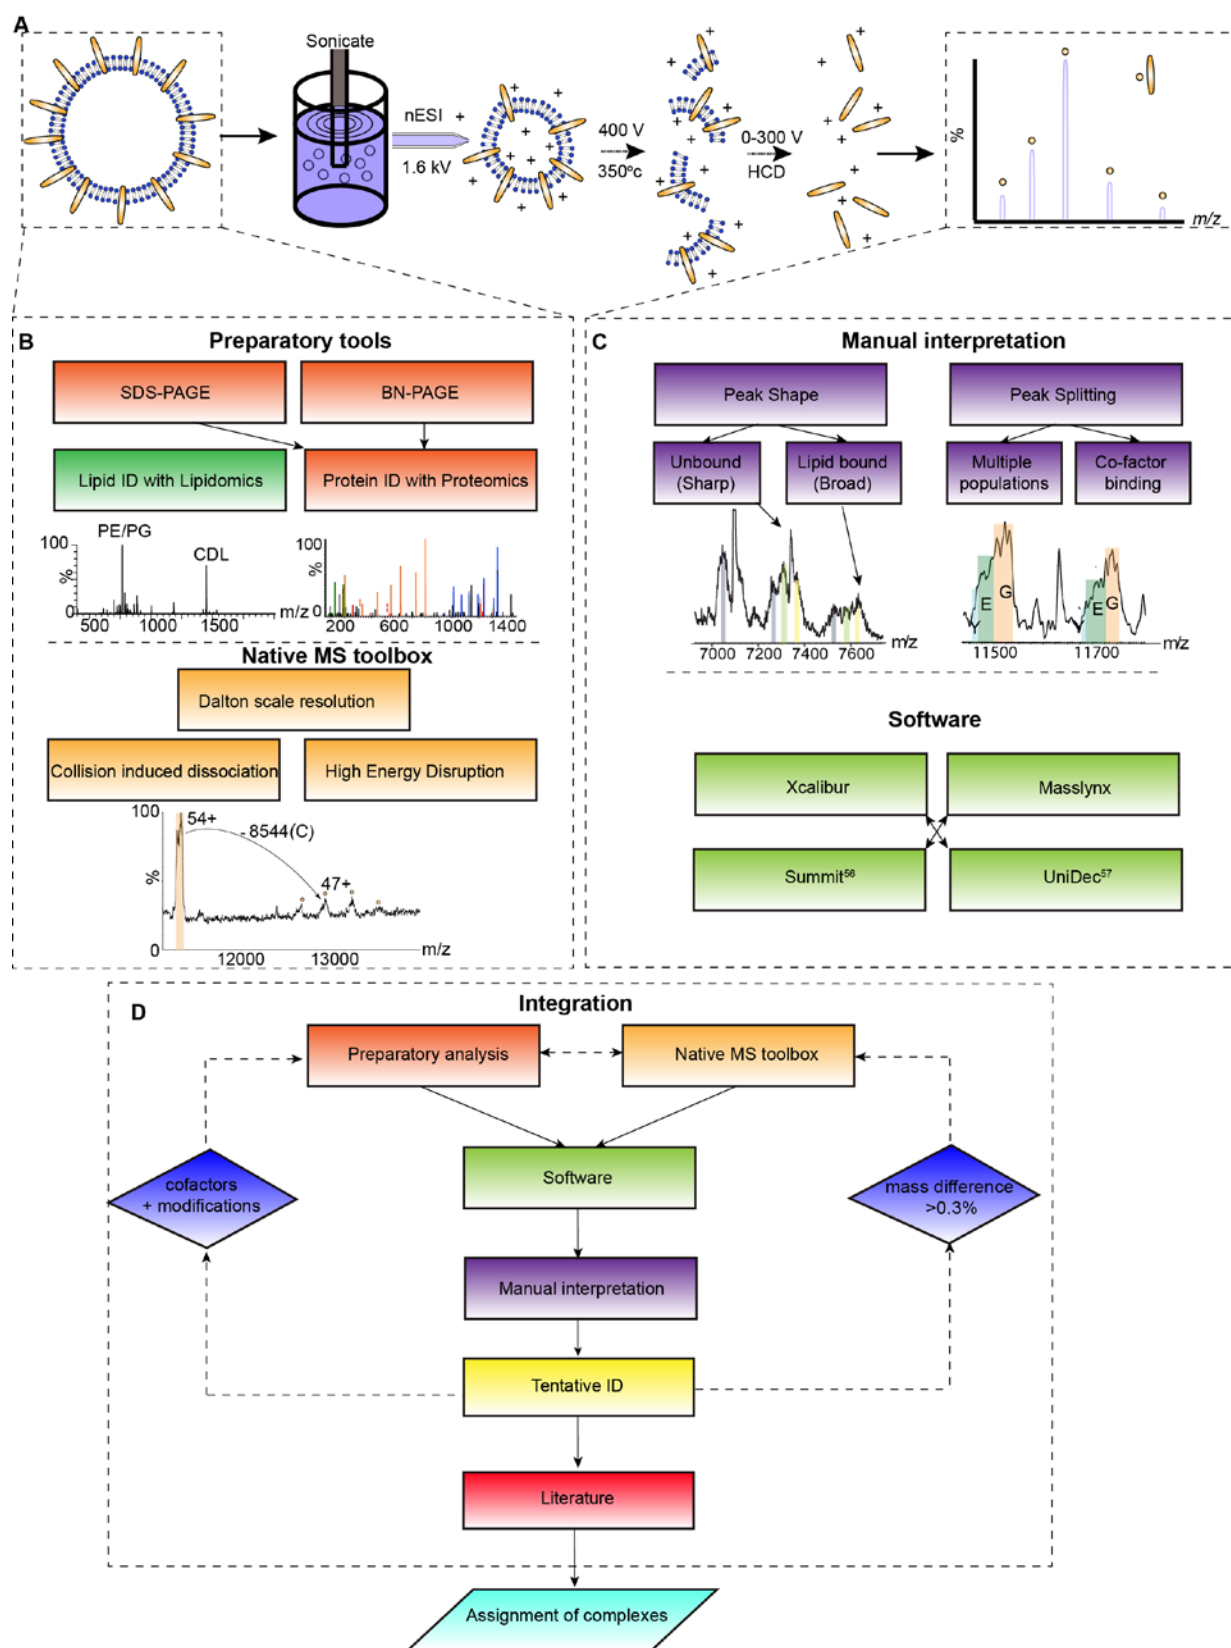 A
Sonicate
nESI
1.6 kV
400 V
350ºc
0-300 V
HCD
%
m/z
B
Preparatory tools
SDS-PAGE
BN-PAGE
Lipid ID with Lipidomics
Protein ID with Proteomics
100
%
0
PE/PG
CDL
500 1000 1500
m/z
100
%
0
200 600 1000 1400
Native MS toolbox
Dalton scale resolution
Collision induced dissociation
High Energy Disruption
100
%
0
54+
- 8544(C)
47+
12000 13000
m/z
C
Manual interpretation
Peak Shape
Peak Splitting
Unbound
(Sharp)
Lipid bound
(Broad)
Multiple
populations
Co-factor
binding
7000 7200 7400 7600
m/z
E G
E G
11500 11700
m/z
Software
Xcalibur
Masslynx
Summit⁵⁶
UniDec⁵⁷
D
Integration
Preparatory analysis
Native MS toolbox
cofactors
+ modifications
Software
mass difference
>0.3%
Manual interpretation
Tentative ID
Literature
Assignment of complexes